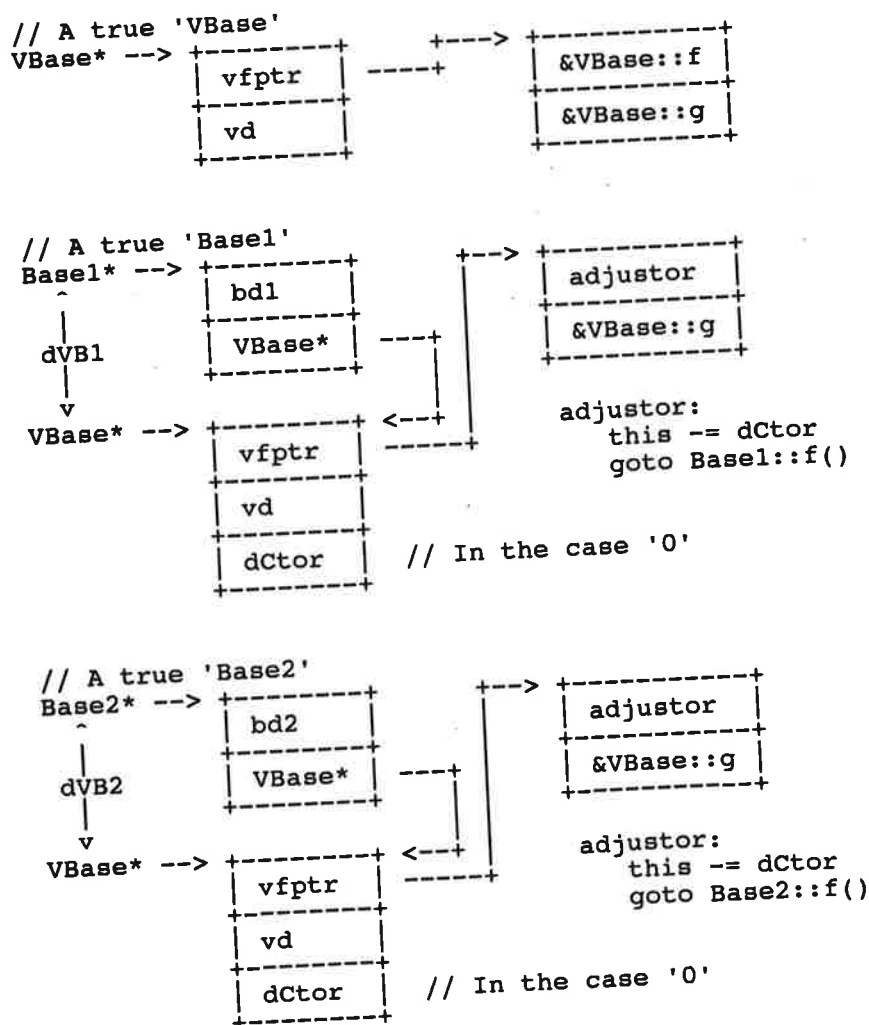 // A true 'VBase'
VBase* --> +---------+ +----> +-----------+
| vfptr | -----+ | &VBase::f |
+---------+ +-----------+
| vd | | &VBase::g |
+---------+ +-----------+
// A true 'Base1'
Base1* --> +---------+ +---> +-----------+
^ | bd1 | | adjustor |
| +---------+ +-----------+
dVB1 | VBase* | ---+ | &VBase::g |
| +---------+ | +-----------+
v
VBase* --> +---------+ <---+ adjustor:
| vfptr | ------+ this -= dCtor
+---------+ goto Base1::f()
| vd |
+---------+
| dCtor | // In the case '0'
+---------+
// A true 'Base2'
Base2* --> +---------+ +---> +-----------+
^ | bd2 | | adjustor |
| +---------+ +-----------+
dVB2 | VBase* | ----+ | &VBase::g |
| +---------+ | +-----------+
v
VBase* --> +---------+ <---+ adjustor:
| vfptr | ------+ this -= dCtor
+---------+ goto Base2::f()
| vd |
+---------+
| dCtor | // In the case '0'
+---------+